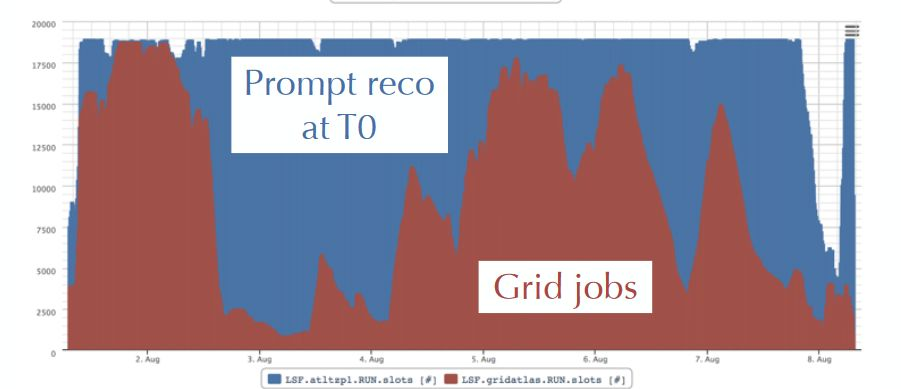 20000
17500
15000
12500
10000
7500
5000
2500
0
Prompt reco
at T0
Grid jobs
2. Aug 3. Aug 4. Aug 5. Aug 6. Aug 7. Aug 8. Aug
LSF.atltzpl.RUN.slots [#] LSF.gridatlas.RUN.slots [#]